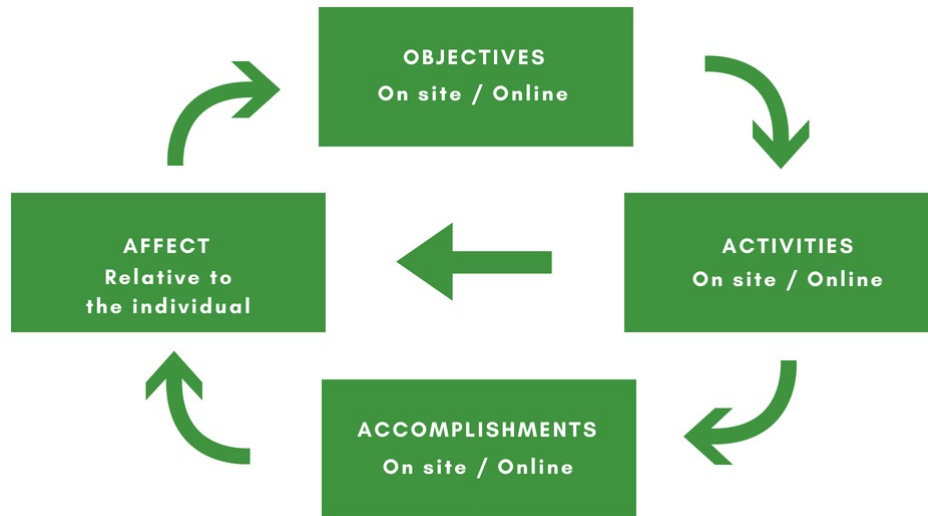 OBJECTIVES
On site / Online
AFFECT
Relative to
the individual
ACTIVITIES
On site / Online
ACCOMPLISHMENTS
On site / Online